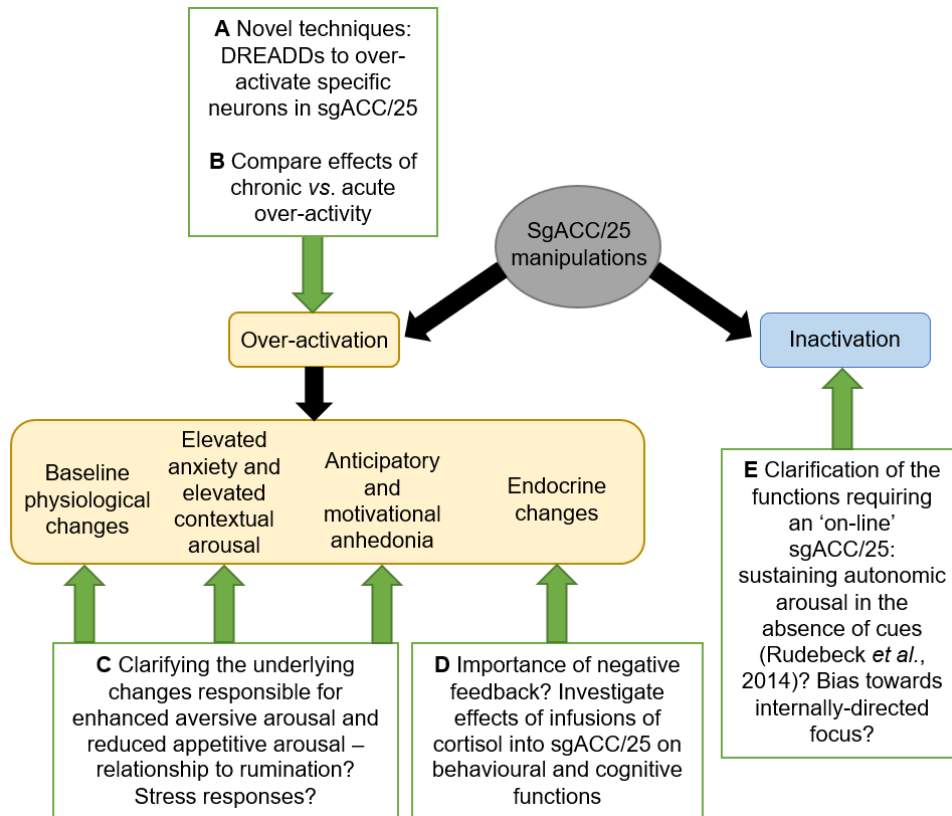 A Novel techniques:
DREADDs to over-
activate specific
neurons in sgACC/25
B Compare effects of
chronic vs. acute
over-activity
SgACC/25
manipulations
Over-activation
Inactivation
Baseline
physiological
changes
Elevated
anxiety and
elevated
contextual
arousal
Anticipatory
and
motivational
anhedonia
Endocrine
changes
E Clarification of the
functions requiring
an ‘on-line’
sgACC/25:
sustaining autonomic
arousal in the
absence of cues
(Rudebeck et al.,
2014)? Bias towards
internally-directed
focus?
C Clarifying the underlying
changes responsible for
enhanced aversive arousal and
reduced appetitive arousal –
relationship to rumination?
Stress responses?
D Importance of negative
feedback? Investigate
effects of infusions of
cortisol into sgACC/25 on
behavioural and cognitive
functions